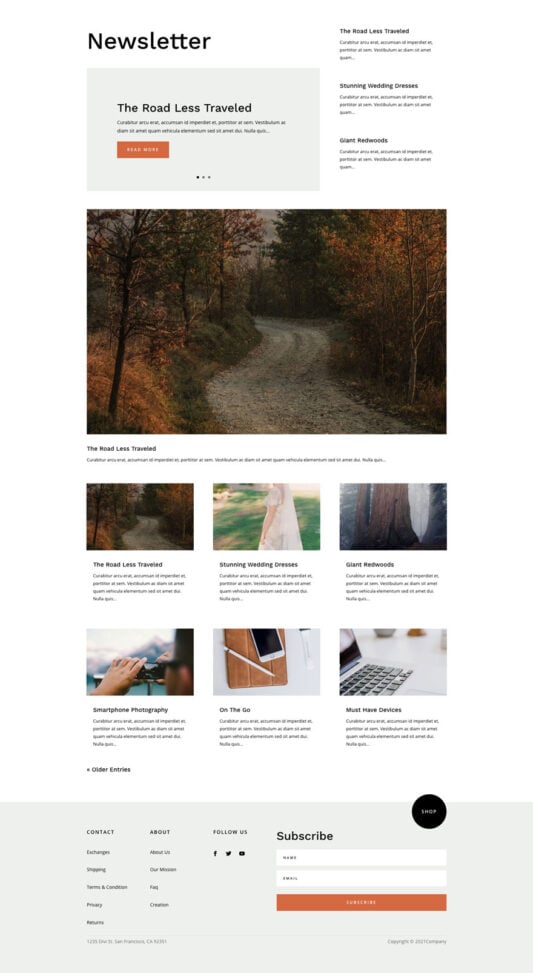 Newsletter
The Road Less Traveled
Curabitur arcu erat, accumsan id imperdiet et, porttitor at sem. Vestibulum ac
diam sit amet quam vehicula elementum sed sit amet dui. Nulla quis...
READ MORE
The Road Less Traveled
Curabitur arcu erat, accumsan id imperdiet et,
porttitor at sem. Vestibulum ac diam sit amet
quam...
Stunning Wedding Dresses
Curabitur arcu erat, accumsan id imperdiet et,
porttitor at sem. Vestibulum ac diam sit amet
quam...
Giant Redwoods
Curabitur arcu erat, accumsan id imperdiet et,
porttitor at sem. Vestibulum ac diam sit amet
quam...
The Road Less Traveled
Curabitur arcu erat, accumsan id imperdiet et, porttitor at sem. Vestibulum ac diam sit amet quam vehicula elementum sed sit amet dui. Nulla quis...
The Road Less Traveled
Curabitur arcu erat, accumsan id imperdiet et,
porttitor at sem. Vestibulum ac diam sit amet
quam vehicula elementum sed sit amet dui.
Nulla quis...
Stunning Wedding Dresses
Curabitur arcu erat, accumsan id imperdiet et,
porttitor at sem. Vestibulum ac diam sit amet
quam vehicula elementum sed sit amet dui.
Nulla quis...
Giant Redwoods
Curabitur arcu erat, accumsan id imperdiet et,
porttitor at sem. Vestibulum ac diam sit amet
quam vehicula elementum sed sit amet dui.
Nulla quis...
Smartphone Photography
Curabitur arcu erat, accumsan id imperdiet et,
porttitor at sem. Vestibulum ac diam sit amet
quam vehicula elementum sed sit amet dui.
Nulla quis...
On The Go
Curabitur arcu erat, accumsan id imperdiet et,
porttitor at sem. Vestibulum ac diam sit amet
quam vehicula elementum sed sit amet dui.
Nulla quis...
Must Have Devices
Curabitur arcu erat, accumsan id imperdiet et,
porttitor at sem. Vestibulum ac diam sit amet
quam vehicula elementum sed sit amet dui.
Nulla quis...
« Older Entries
SHOP
CONTACT
Exchanges
Shipping
Terms & Condition
Privacy
Returns
ABOUT
About Us
Our Mission
Faq
Creation
FOLLOW US
Subscribe
NAME
EMAIL
SUBSCRIBE
1235 Divi St. San Francisco, CA 92351
Copyright © 2021Company